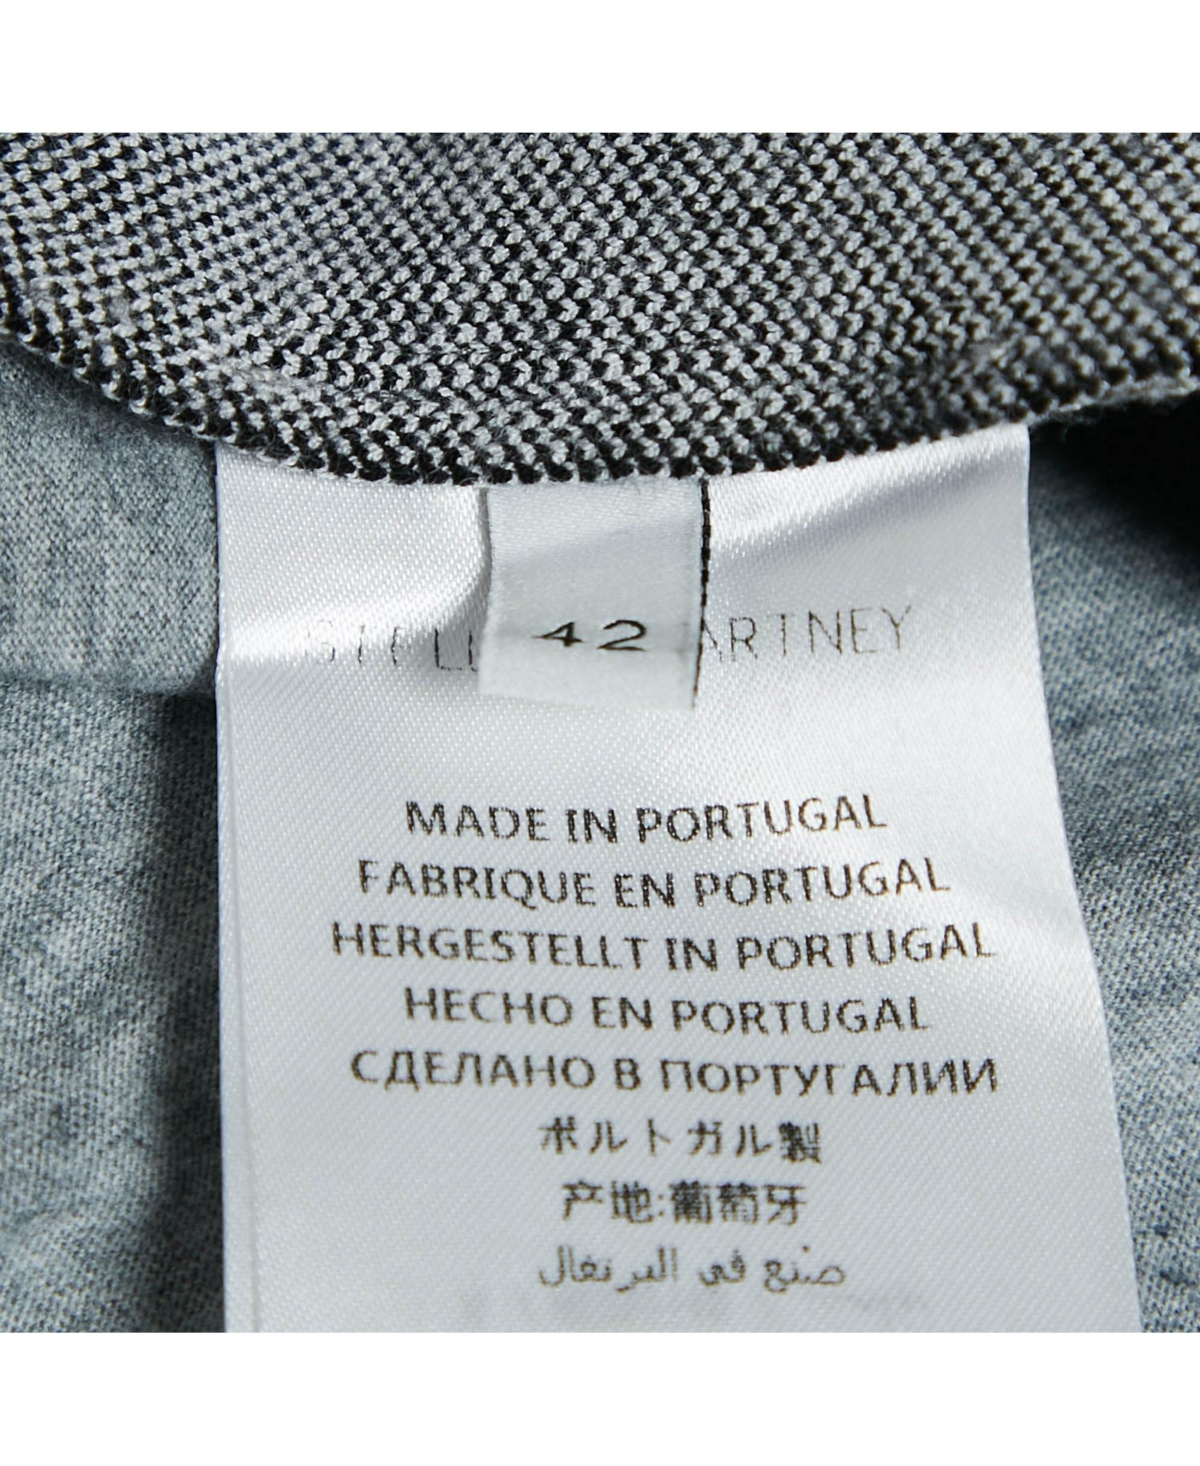 42
MADE IN PORTUGAL
FABRIQUE EN PORTUGAL
HERGESTELLT IN PORTUGAL
HECHO EN PORTUGAL
СДЕЛАНО В ПОРТУГАЛИИ
ポルトガル製
产地:葡萄牙
صنع في البرتغال